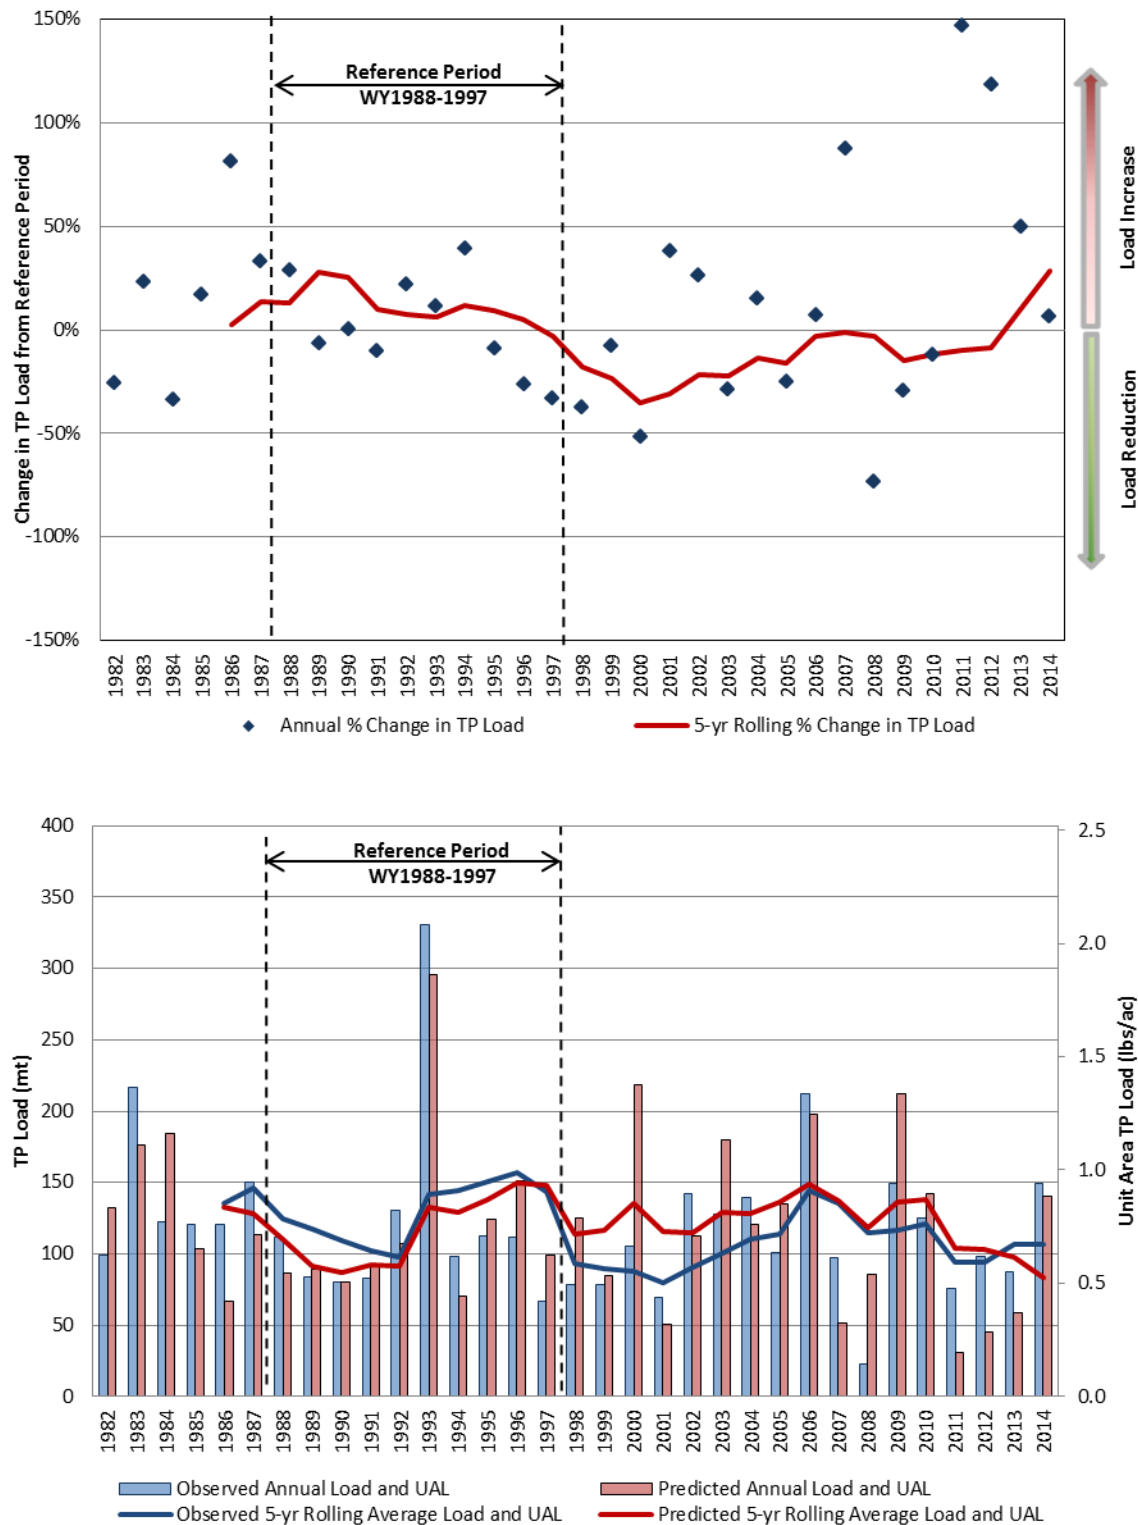 150%
100%
50%
0%
-50%
-100%
-150%
Change in TP Load from Reference Period
Reference Period
WY1988-1997
Load Increase
Load Reduction
1982 1983 1984 1985 1986 1987 1988 1989 1990 1991 1992 1993 1994 1995 1996 1997 1998 1999 2000 2001 2002 2003 2004 2005 2006 2007 2008 2009 2010 2011 2012 2013 2014
Annual % Change in TP Load 5-yr Rolling % Change in TP Load
400
350
300
250
200
150
100
50
0
TP Load (mt)
Reference Period
WY1988-1997
2.5
2.0
1.5
1.0
0.5
0.0
Unit Area TP Load (lbs/ac)
1982 1983 1984 1985 1986 1987 1988 1989 1990 1991 1992 1993 1994 1995 1996 1997 1998 1999 2000 2001 2002 2003 2004 2005 2006 2007 2008 2009 2010 2011 2012 2013 2014
Observed Annual Load and UAL Predicted Annual Load and UAL
Observed 5-yr Rolling Average Load and UAL Predicted 5-yr Rolling Average Load and UAL